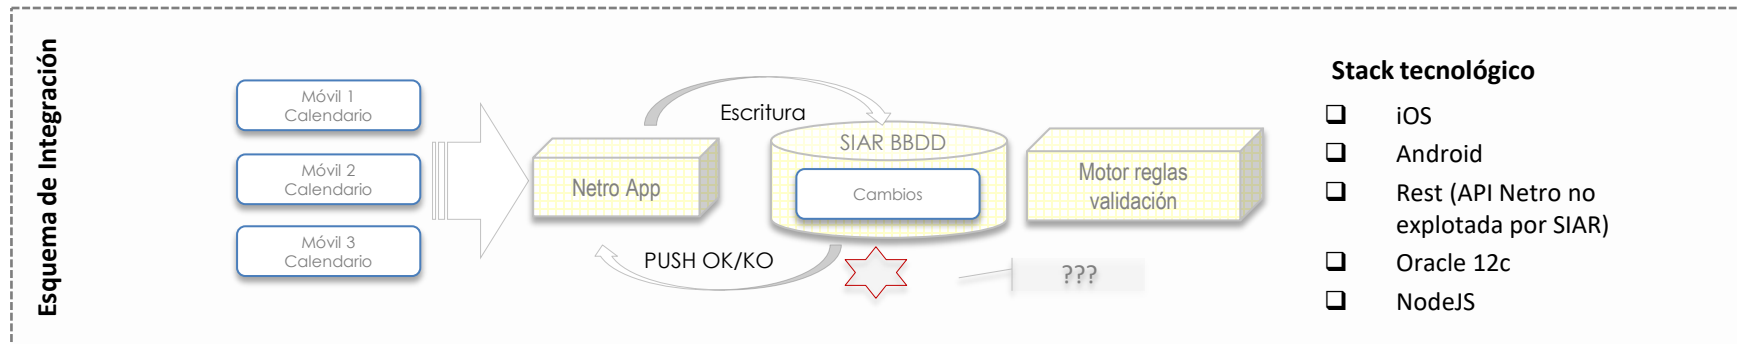 Esquema de Integración
Móvil 1
Calendario
Móvil 2
Calendario
Móvil 3
Calendario
Netro App
Escritura
SIAR BBDD
Cambios
PUSH OK/KO
???
Motor reglas
validación
Stack tecnológico
iOS
Android
Rest (API Netro no
explotada por SIAR)
Oracle 12c
NodeJS